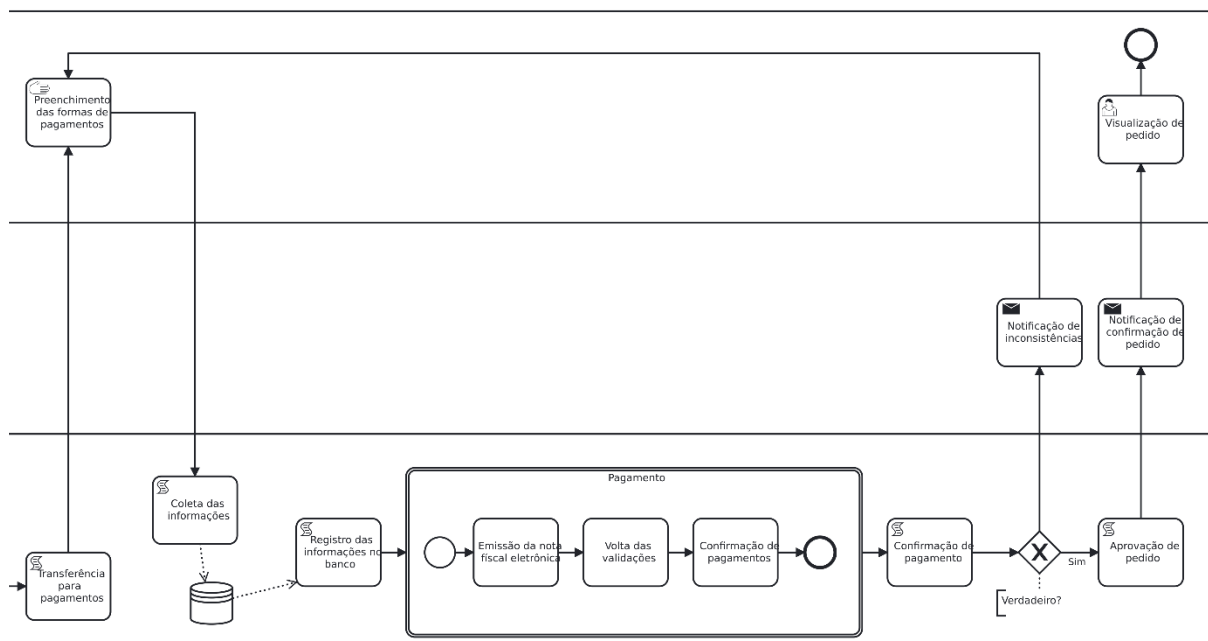 Preenchimento
das formas de
pagamentos
Visualização de
pedido
Notificação de
inconsistências
Notificação de
confirmação de
pedido
Pagamento
Coleta das
informações
Registro das
informações no
banco
Emissão da nota
fiscal eletrônica
Volta das
validações
Confirmação de
pagamentos
Confirmação de
pagamento
X
Sim
Aprovação de
pedido
Transferência
para
pagamentos
Verdadeiro?